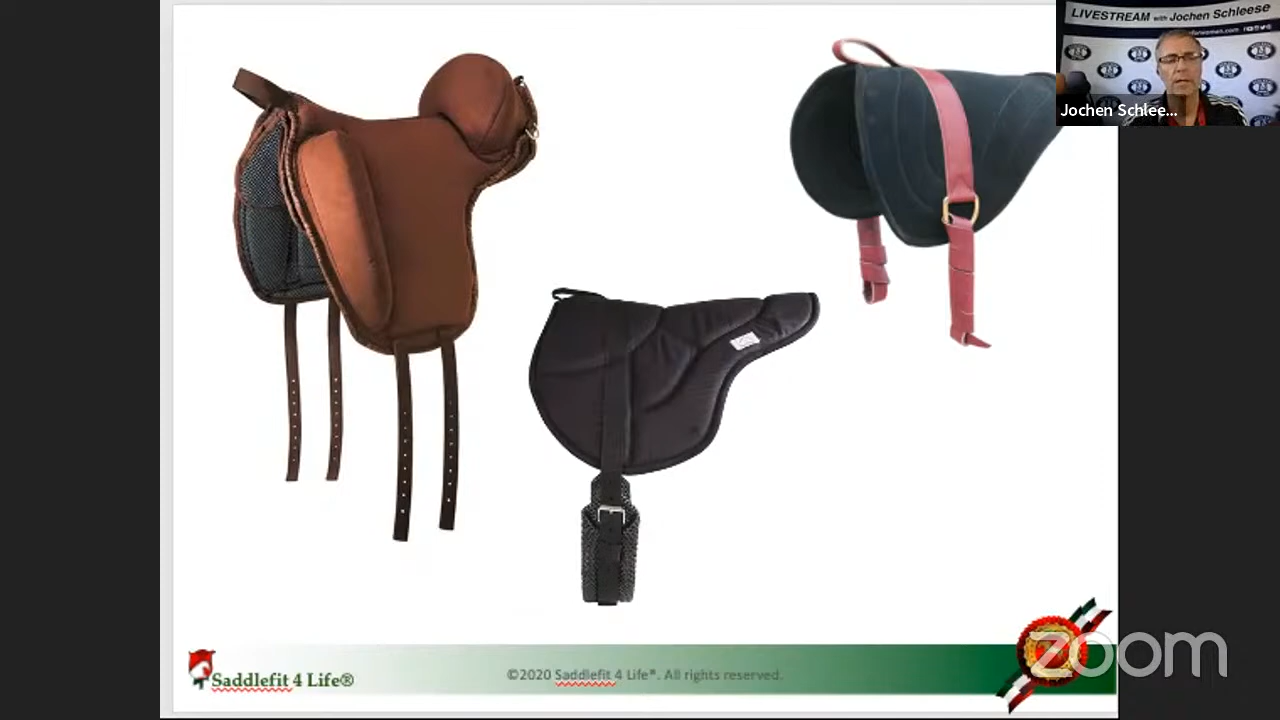 LIVESTREAM with Jochen Schleese
Jochen Schlee...
Saddlefit 4 Life®
©2020 Saddlefit 4 Life®. All rights reserved.
zoom